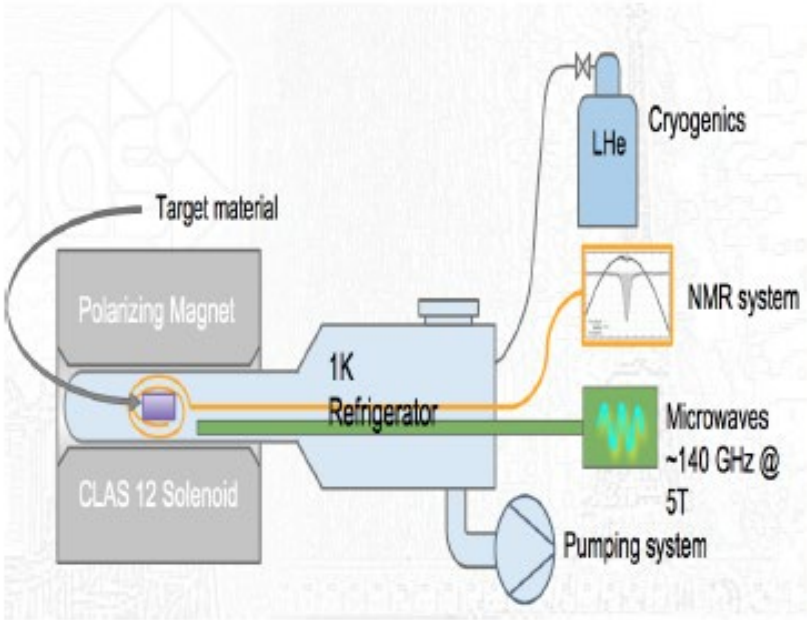 Cryogenics
LHe
Target material
Polarizing Magnet
NMR system
1K
Refrigerator
Microwaves
~140 GHz @
5T
CLAS 12 Solenoid
Pumping system